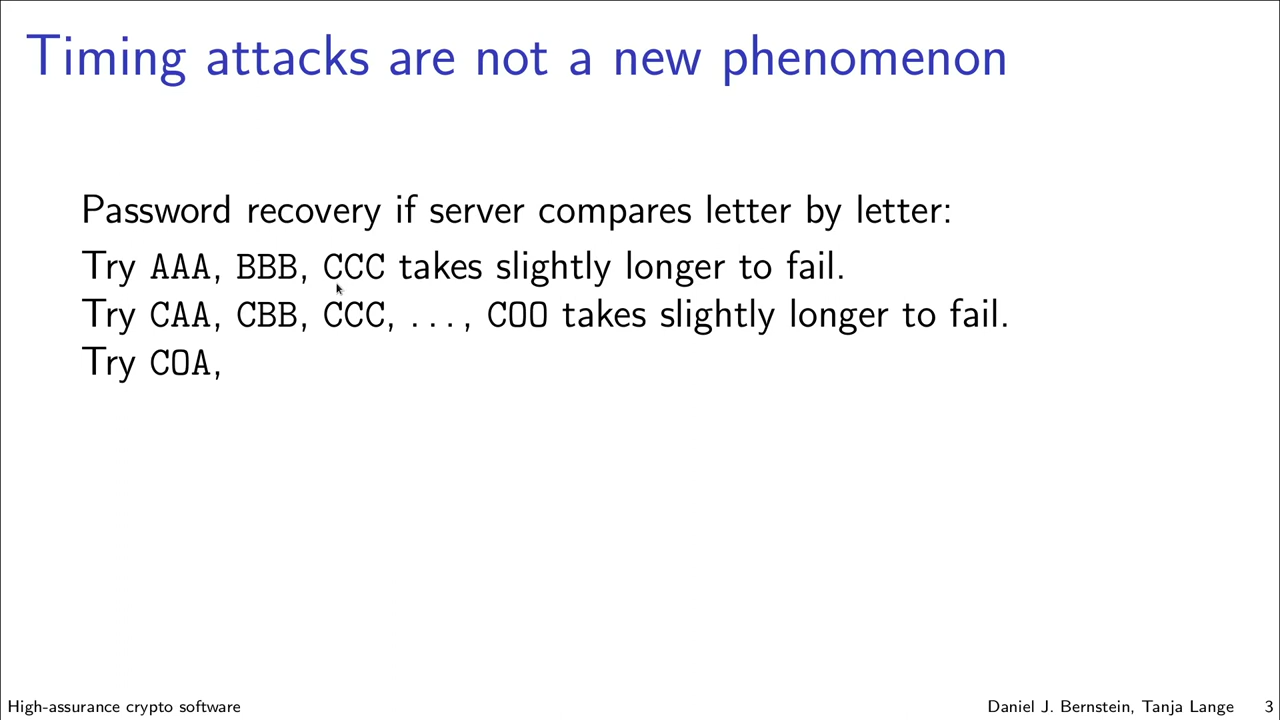 Timing attacks are not a new phenomenon
Password recovery if server compares letter by letter:
Try AAA, BBB, CCC takes slightly longer to fail.
Try CAA, CBB, CCC, ..., COO takes slightly longer to fail.
Try COA,
High-assurance crypto software
Daniel J. Bernstein, Tanja Lange 3